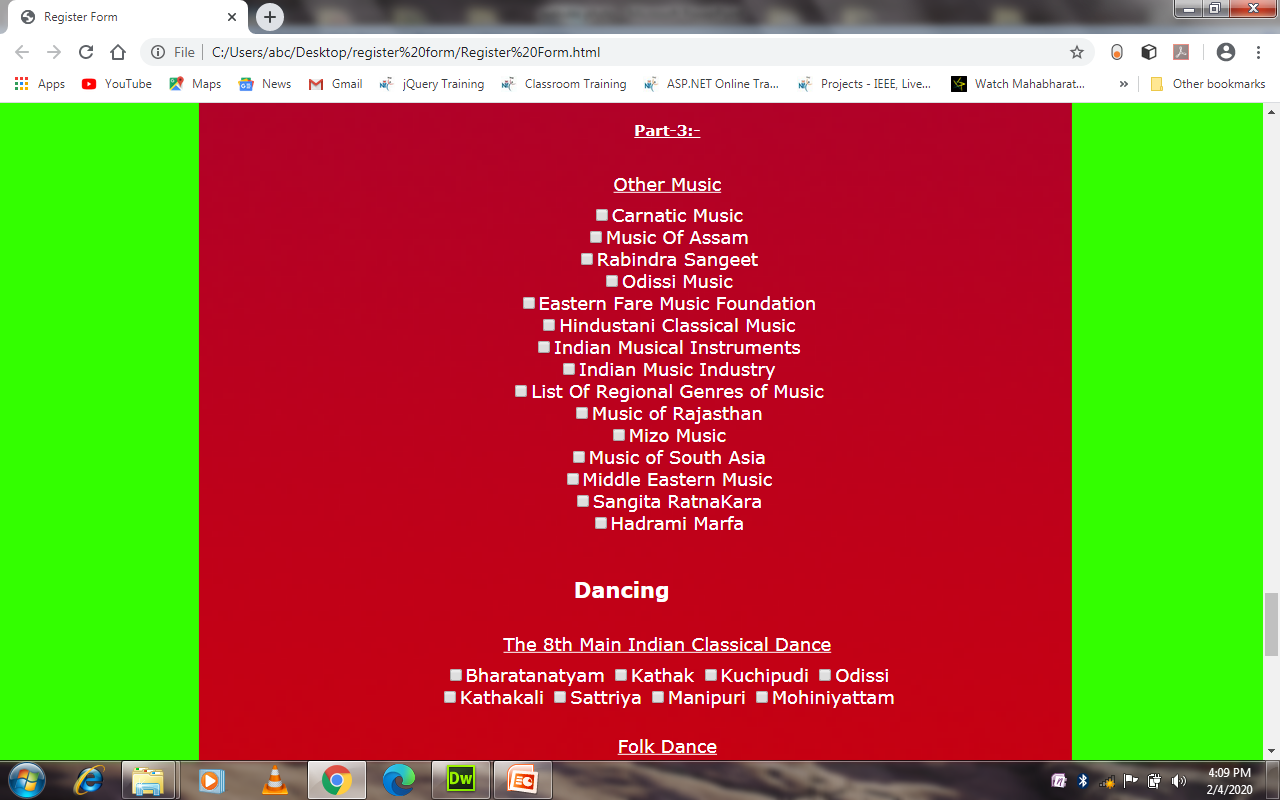 Register Form
File C:/Users/abc/Desktop/register%20form/Register%20Form.html
Apps YouTube Maps News Gmail jQuery Training Classroom Training ASP.NET Online Tra... Projects - IEEE, Live... Watch Mahabharat... » Other bookmarks
Part-3:-
Other Music
Carnatic Music
Music Of Assam
Rabindra Sangeet
Odissi Music
Eastern Fare Music Foundation
Hindustani Classical Music
Indian Musical Instruments
Indian Music Industry
List Of Regional Genres of Music
Music of Rajasthan
Mizo Music
Music of South Asia
Middle Eastern Music
Sangita RatnaKara
Hadrami Marfa
Dancing
The 8th Main Indian Classical Dance
Bharatanatyam Kathak Kuchipudi Odissi
Kathakali Sattriya Manipuri Mohiniyattam
Folk Dance
Dw
4:09 PM
2/4/2020